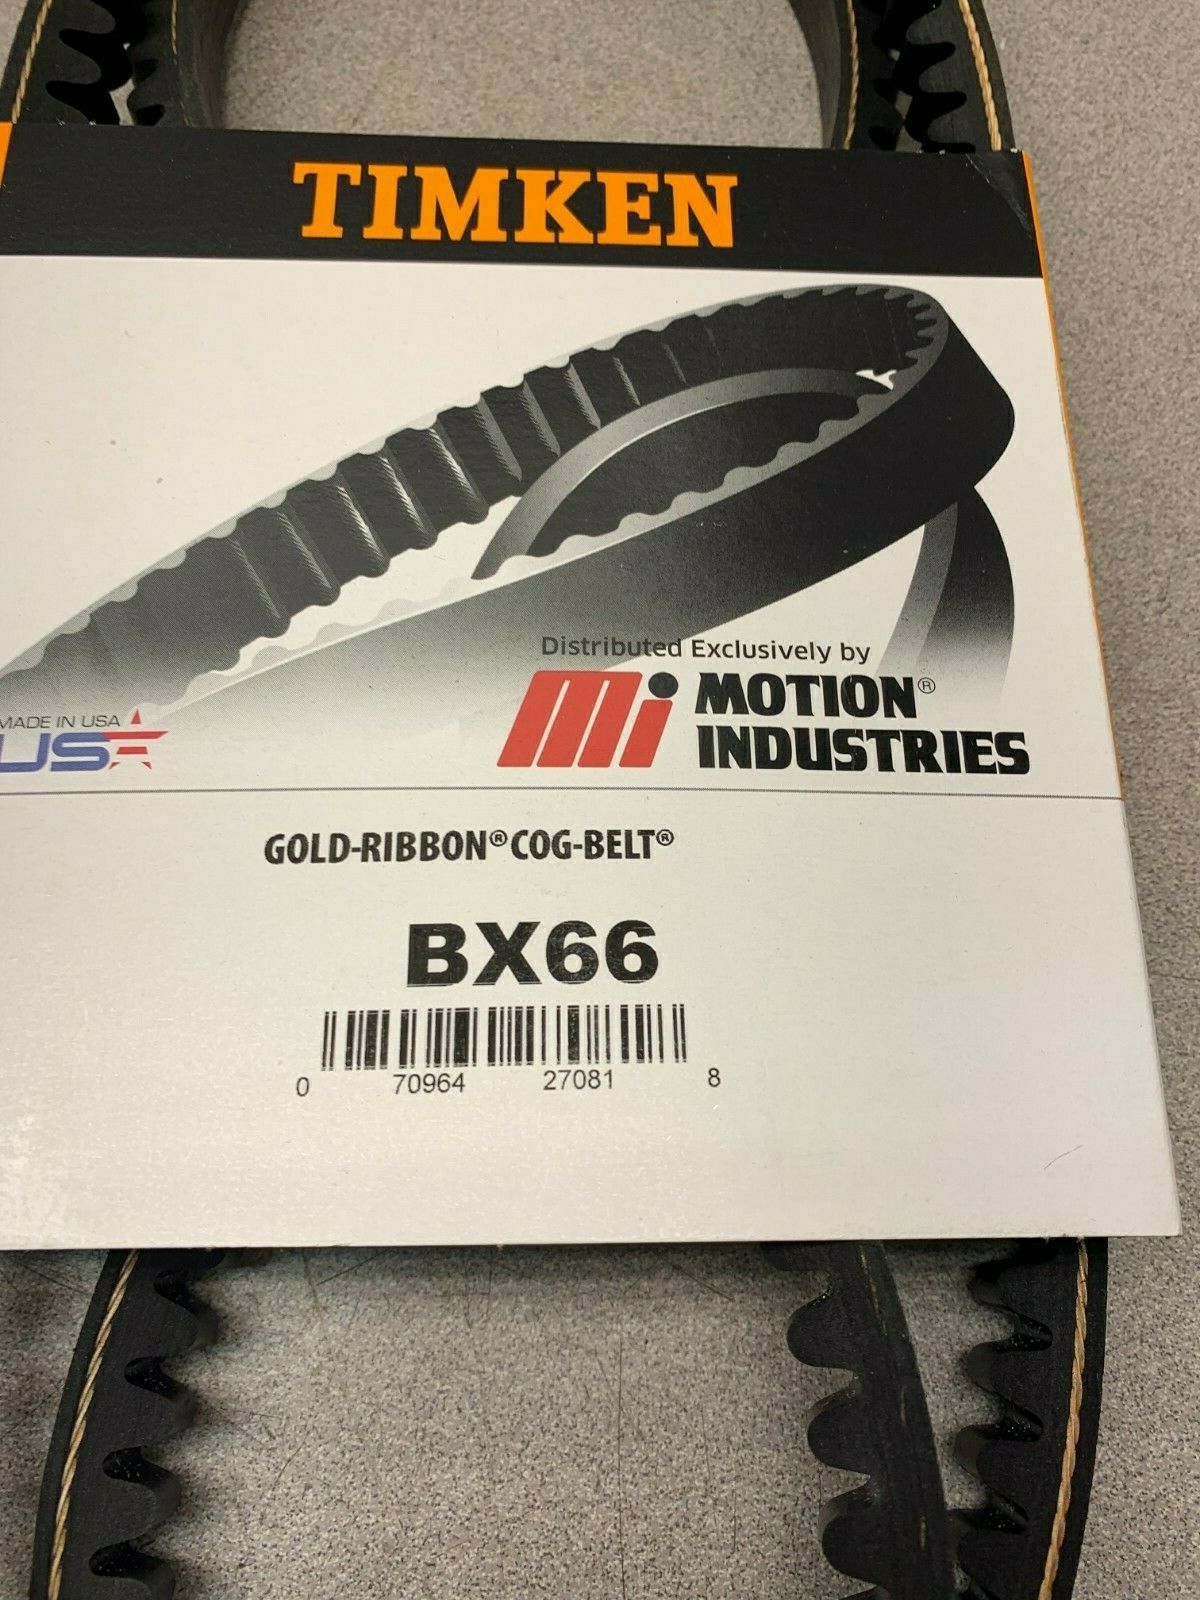 TIMKEN
Distributed Exclusively by
Mi MOTION®
INDUSTRIES
MADE IN USA
USA
GOLD-RIBBON® COG-BELT®
BX66
0 70964 27081 8